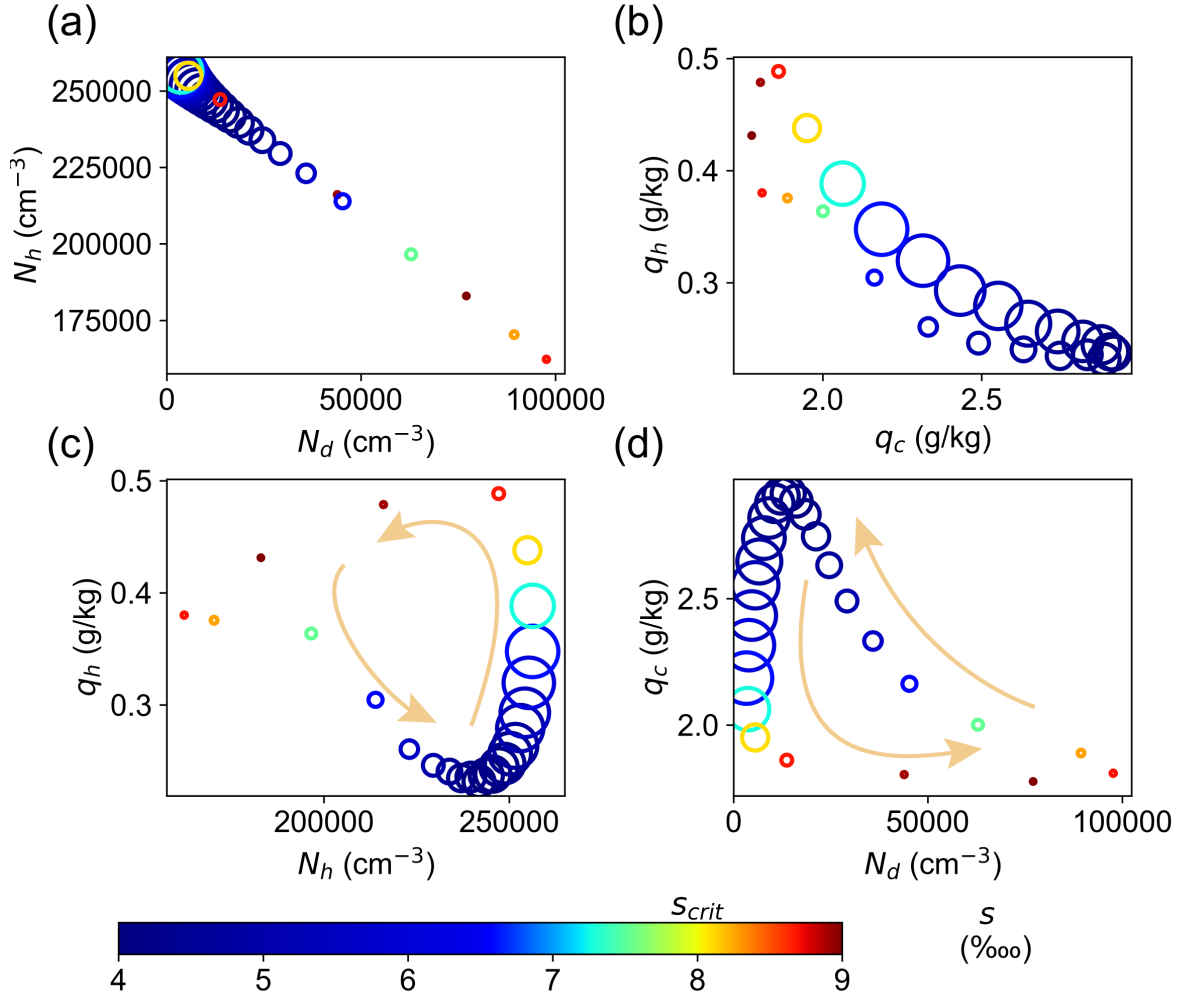 (a)
250000
225000
200000
175000
N_h (cm⁻³)
0
50000
100000
N_d (cm⁻³)
(b)
0.5
0.4
0.3
q_h (g/kg)
2.0
2.5
q_c (g/kg)
(c)
0.5
0.4
0.3
q_h (g/kg)
200000
250000
N_h (cm⁻³)
(d)
2.5
2.0
q_c (g/kg)
0
50000
100000
N_d (cm⁻³)
s_crit
4
5
6
7
8
9
s
(%ooo)